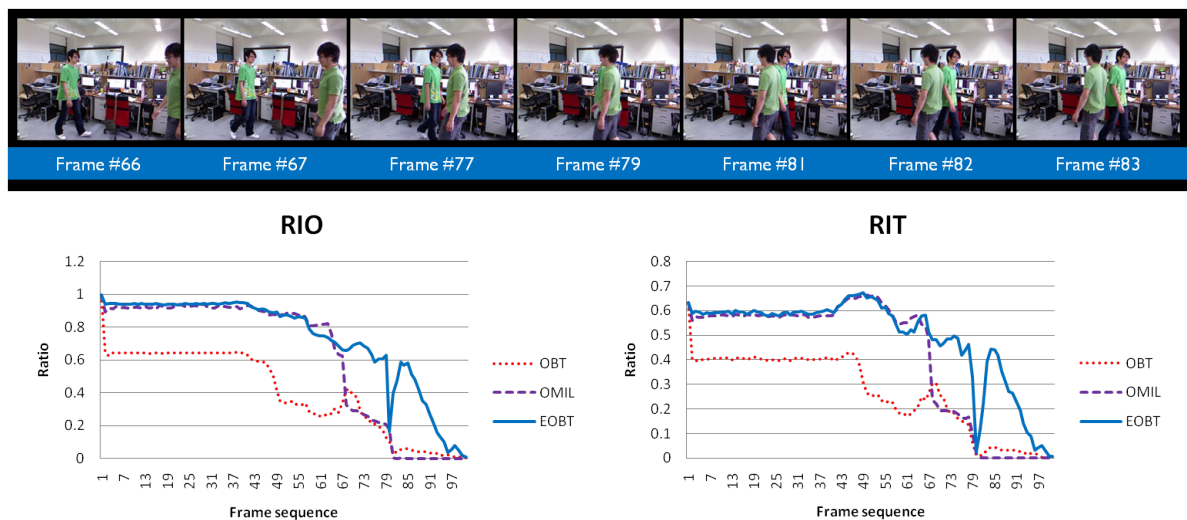 Frame #66 Frame #67 Frame #77 Frame #79 Frame #81 Frame #82 Frame #83
RIO
1.2
1
0.8
0.6
0.4
0.2
0
Ratio
1 7 13 19 25 31 37 43 49 55 61 67 73 79 85 91 97
Frame sequence
OBT
OMIL
EOBT
RIT
0.8
0.7
0.6
0.5
0.4
0.3
0.2
0.1
0
Ratio
1 7 13 19 25 31 37 43 49 55 61 67 73 79 85 91 97
Frame sequence
OBT
OMIL
EOBT